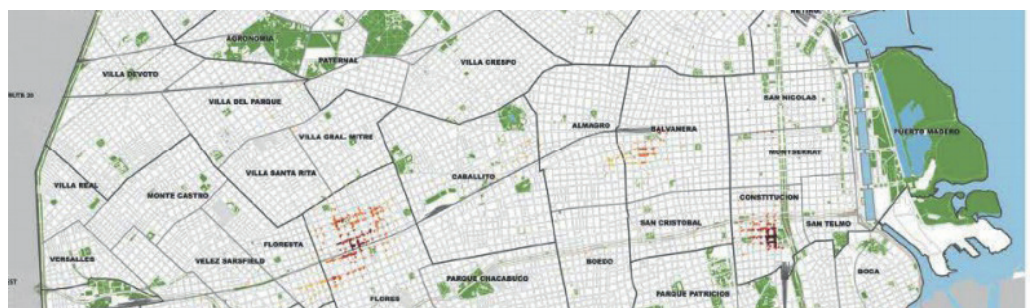 RETIRO
AGRONOMIA
PATERNAL
VILLA CRESPO
VILLA DEVOTO
SAN NICOLAS
VILLA DEL PARQUE
ALMAGRO
BALVANERA
PUERTO MADERO
VILLA GRAL. MITRE
MONTSERRAT
VILLA SANTA RITA
CABALLITO
VILLA REAL
MONTE CASTRO
CONSTITUCION
SAN CRISTOBAL
SAN TELMO
FLORESTA
VERSALLES
VELEZ SARSFIELD
BOEDO
BOCA
PARQUE CHACABUCO
PARQUE PATRICIOS
FLORES